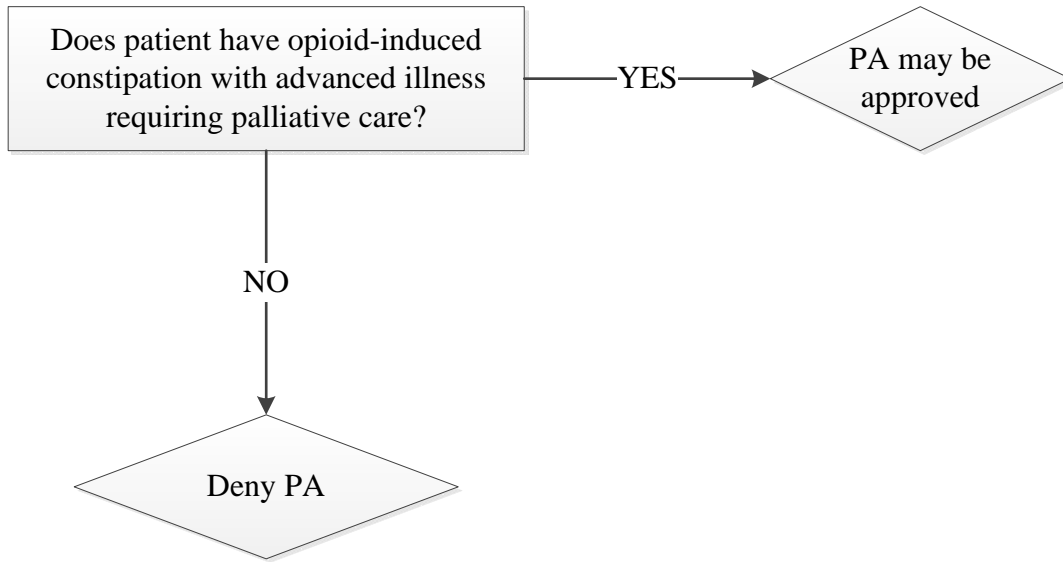 Does patient have opioid-induced
constipation with advanced illness
requiring palliative care?
YES
PA may be
approved
NO
Deny PA